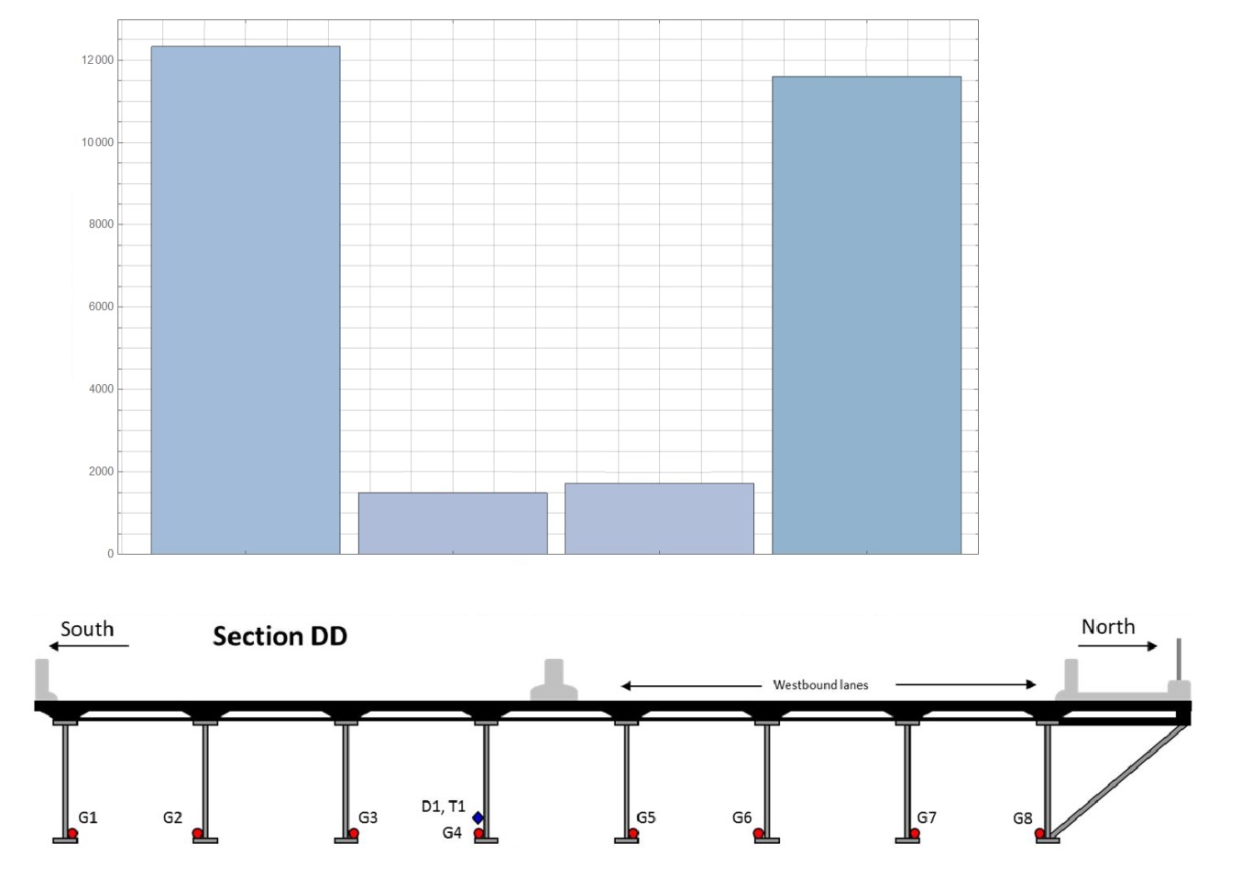 12000
10000
8000
6000
4000
2000
0
South
Section DD
North
Westbound lanes
D1, T1
G1
G2
G3
G4
G5
G6
G7
G8